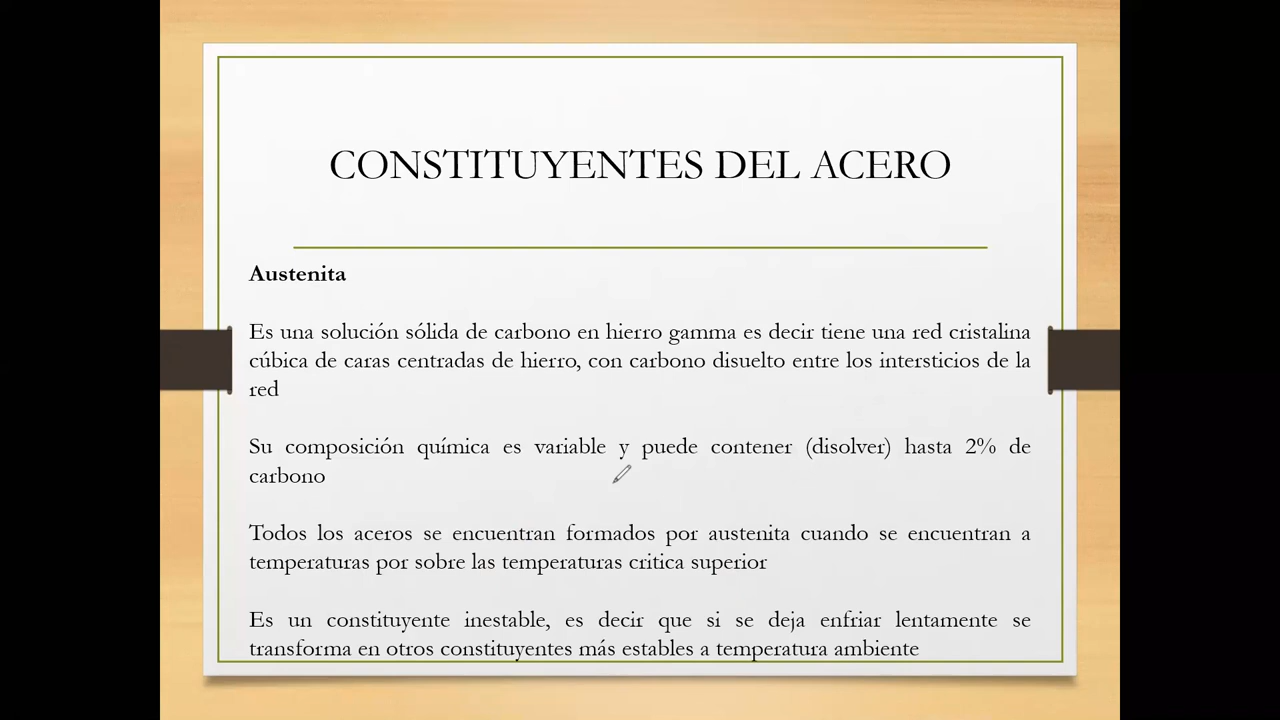 CONSTITUYENTES DEL ACERO
Austenita
Es una solución sólida de carbono en hierro gamma es decir tiene una red cristalina
cúbica de caras centradas de hierro, con carbono disuelto entre los intersticios de la
red
Su composición química es variable y puede contener (disolver) hasta 2% de
carbono
Todos los aceros se encuentran formados por austenita cuando se encuentran a
temperaturas por sobre las temperaturas critica superior
Es un constituyente inestable, es decir que si se deja enfriar lentamente se
transforma en otros constituyentes más estables a temperatura ambiente